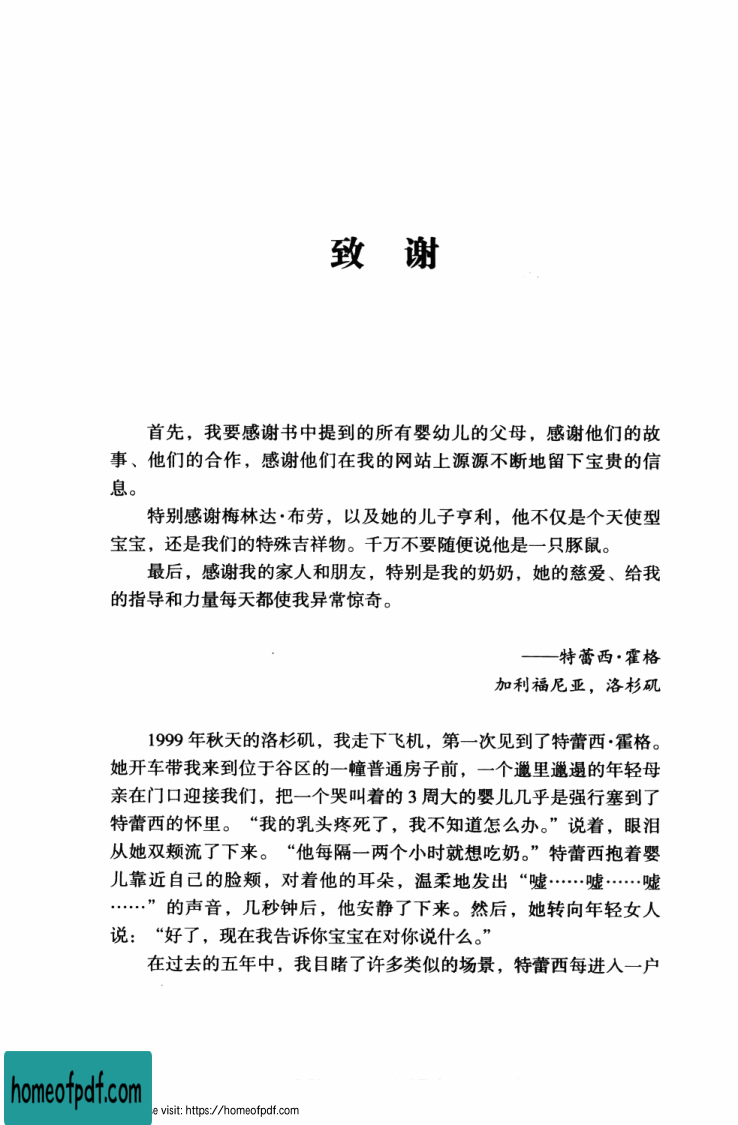 致 谢
首先，我要感谢书中提到的所有婴幼儿的父母，感谢他们的故
事、他们的合作，感谢他们在我的网站上源源不断地留下宝贵的信
息。
特别感谢梅林达·布劳，以及她的儿子亨利，他不仅是个天使型
宝宝，还是我们的特殊吉祥物。千万不要随便说他是一只豚鼠。
最后，感谢我的家人和朋友，特别是我的奶奶，她的慈爱、给我
的指导和力量每天都使我异常惊奇。
——特蕾西·霍格
加利福尼亚，洛杉矶
1999 年秋天的洛杉矶，我走下飞机，第一次见到了特蕾西·霍格。
她开车带我来到位于谷区的一幢普通房子前，一个邋里邋遢的年轻母
亲在门口迎接我们，把一个哭叫着的 3 周大的婴儿几乎是强行塞到了
特蕾西的怀里。“我的乳头疼死了，我不知道怎么办。”说着，眼泪
从她双颊流了下来。“他每隔一两个小时就想吃奶。”特蕾西抱着婴
儿靠近自己的脸颊，对着他的耳朵，温柔地发出“嘘……嘘……嘘
……”的声音，几秒钟后，他安静了下来。然后，她转向年轻女人
说：“好了，现在我告诉你宝宝在对你说什么。”
在过去的五年中，我目睹了许多类似的场景，特蕾西每进入一户
homeofpdf.com
e visit: https://homeofpdf.com